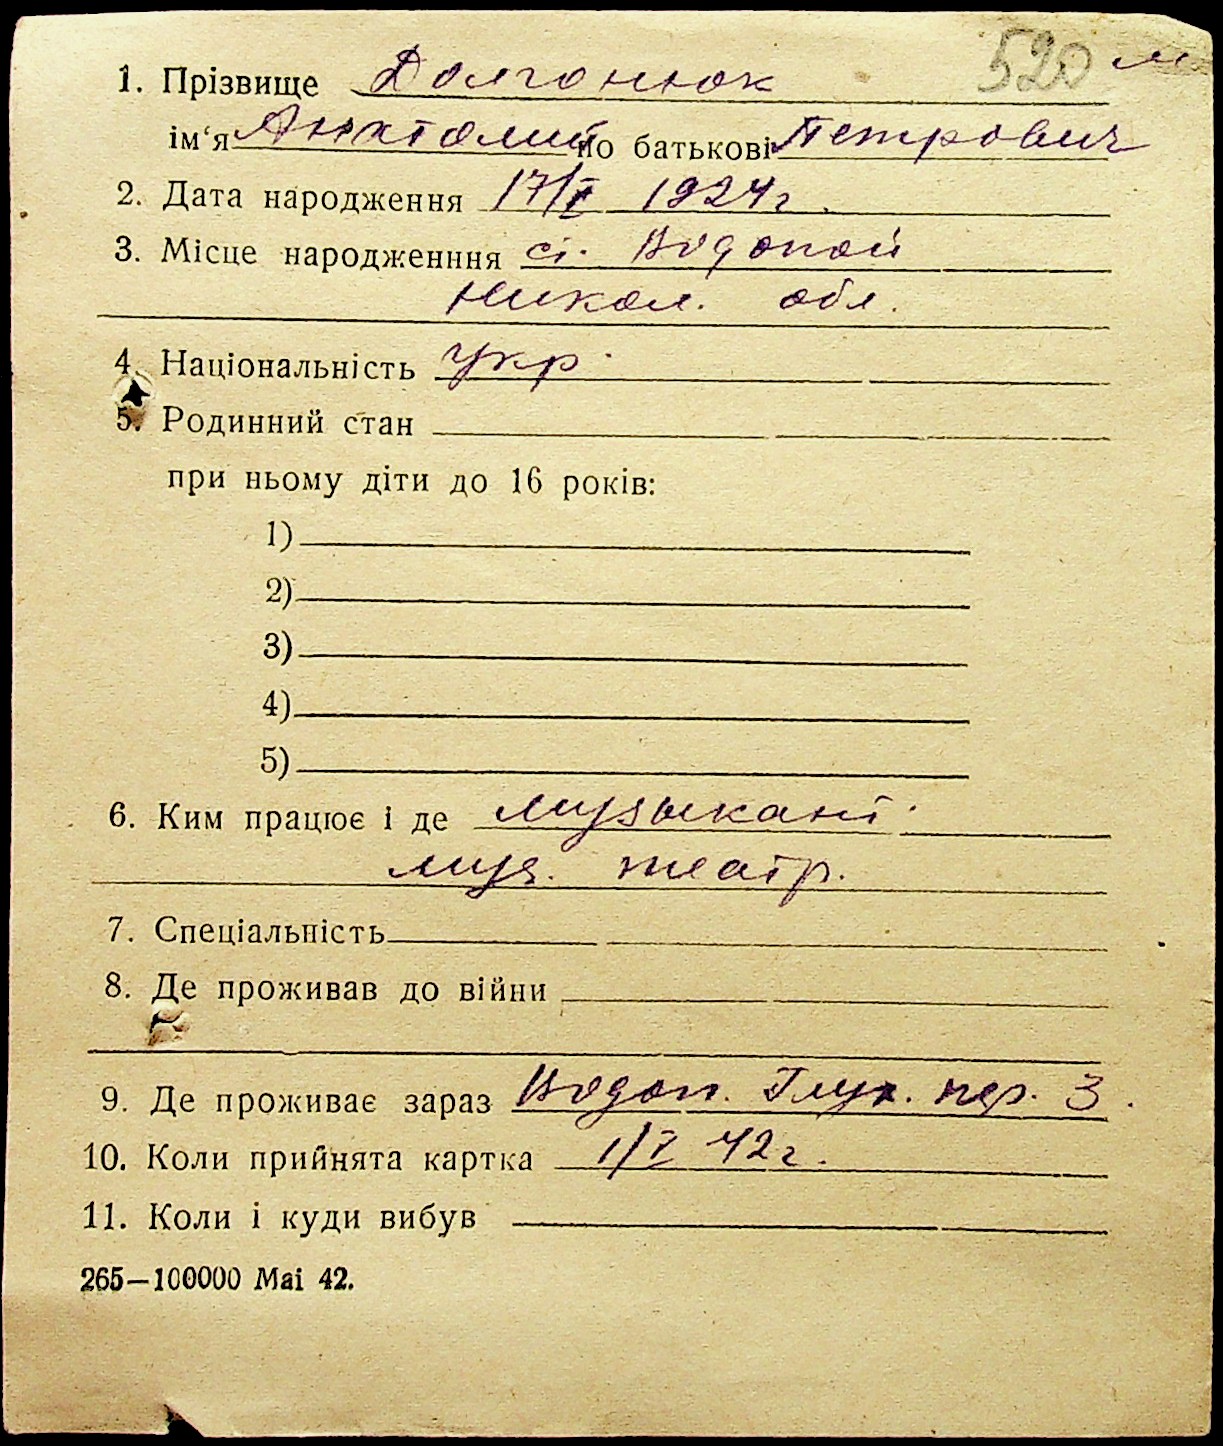 520 м
1. Прізвище Долгонюк
ім‘я Анатолий по батькові Петрович
2. Дата народження 17/I 1924 г.
3. Місце народженння ст. Водопой
Никол. обл.
4. Національність укр.
5. Родинний стан
при ньому діти до 16 років:
1)
2)
3)
4)
5)
6. Ким працює і де музыкант.
муз. театр.
7. Спеціальність
8. Де проживав до війни
9. Де проживає зараз Водоп. Глух. пер. 3.
10. Коли прийнята картка 1/V 42 г.
11. Коли і куди вибув
265—100000 Mai 42.